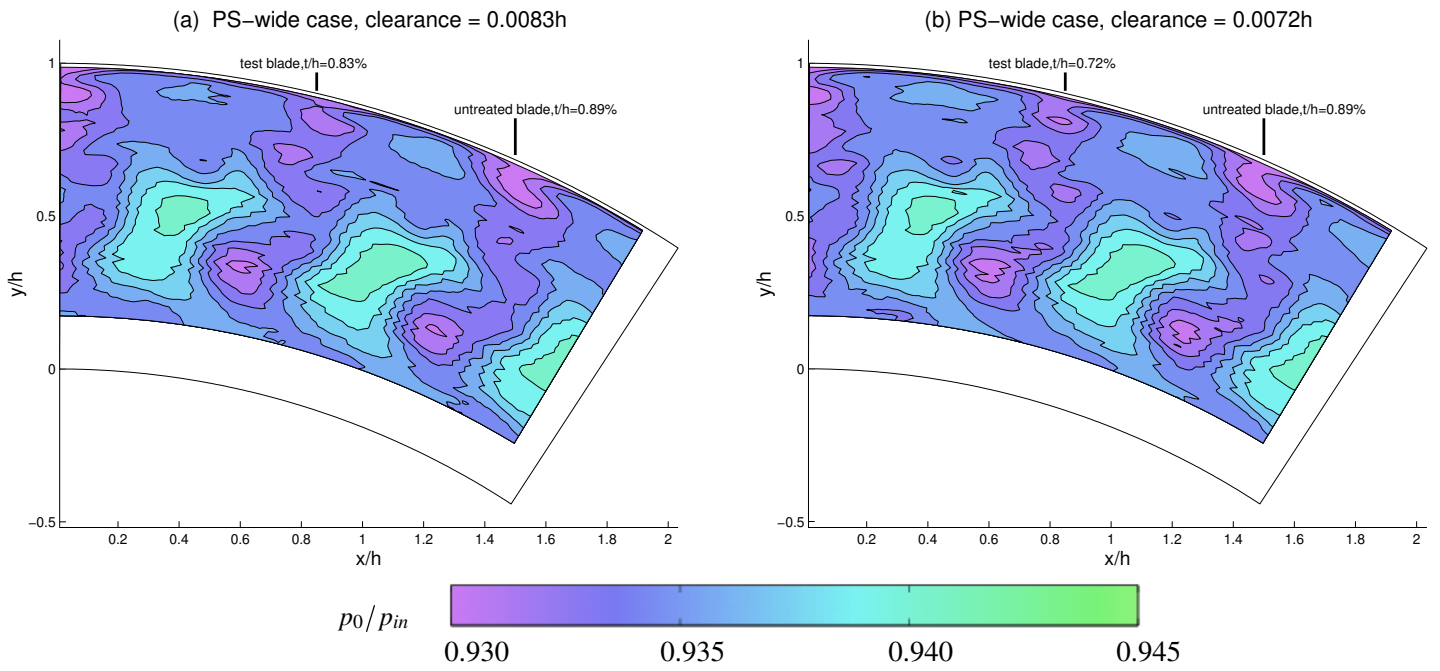 (a) PS−wide case, clearance = 0.0083h
(b) PS−wide case, clearance = 0.0072h
test blade,t/h=0.83%
untreated blade,t/h=0.89%
1
0.5
0
−0.5
y/h
0.2 0.4 0.6 0.8 1 1.2 1.4 1.6 1.8 2
x/h
test blade,t/h=0.72%
untreated blade,t/h=0.89%
1
0.5
0
−0.5
y/h
0.2 0.4 0.6 0.8 1 1.2 1.4 1.6 1.8 2
x/h
p0/pin
0.930 0.935 0.940 0.945